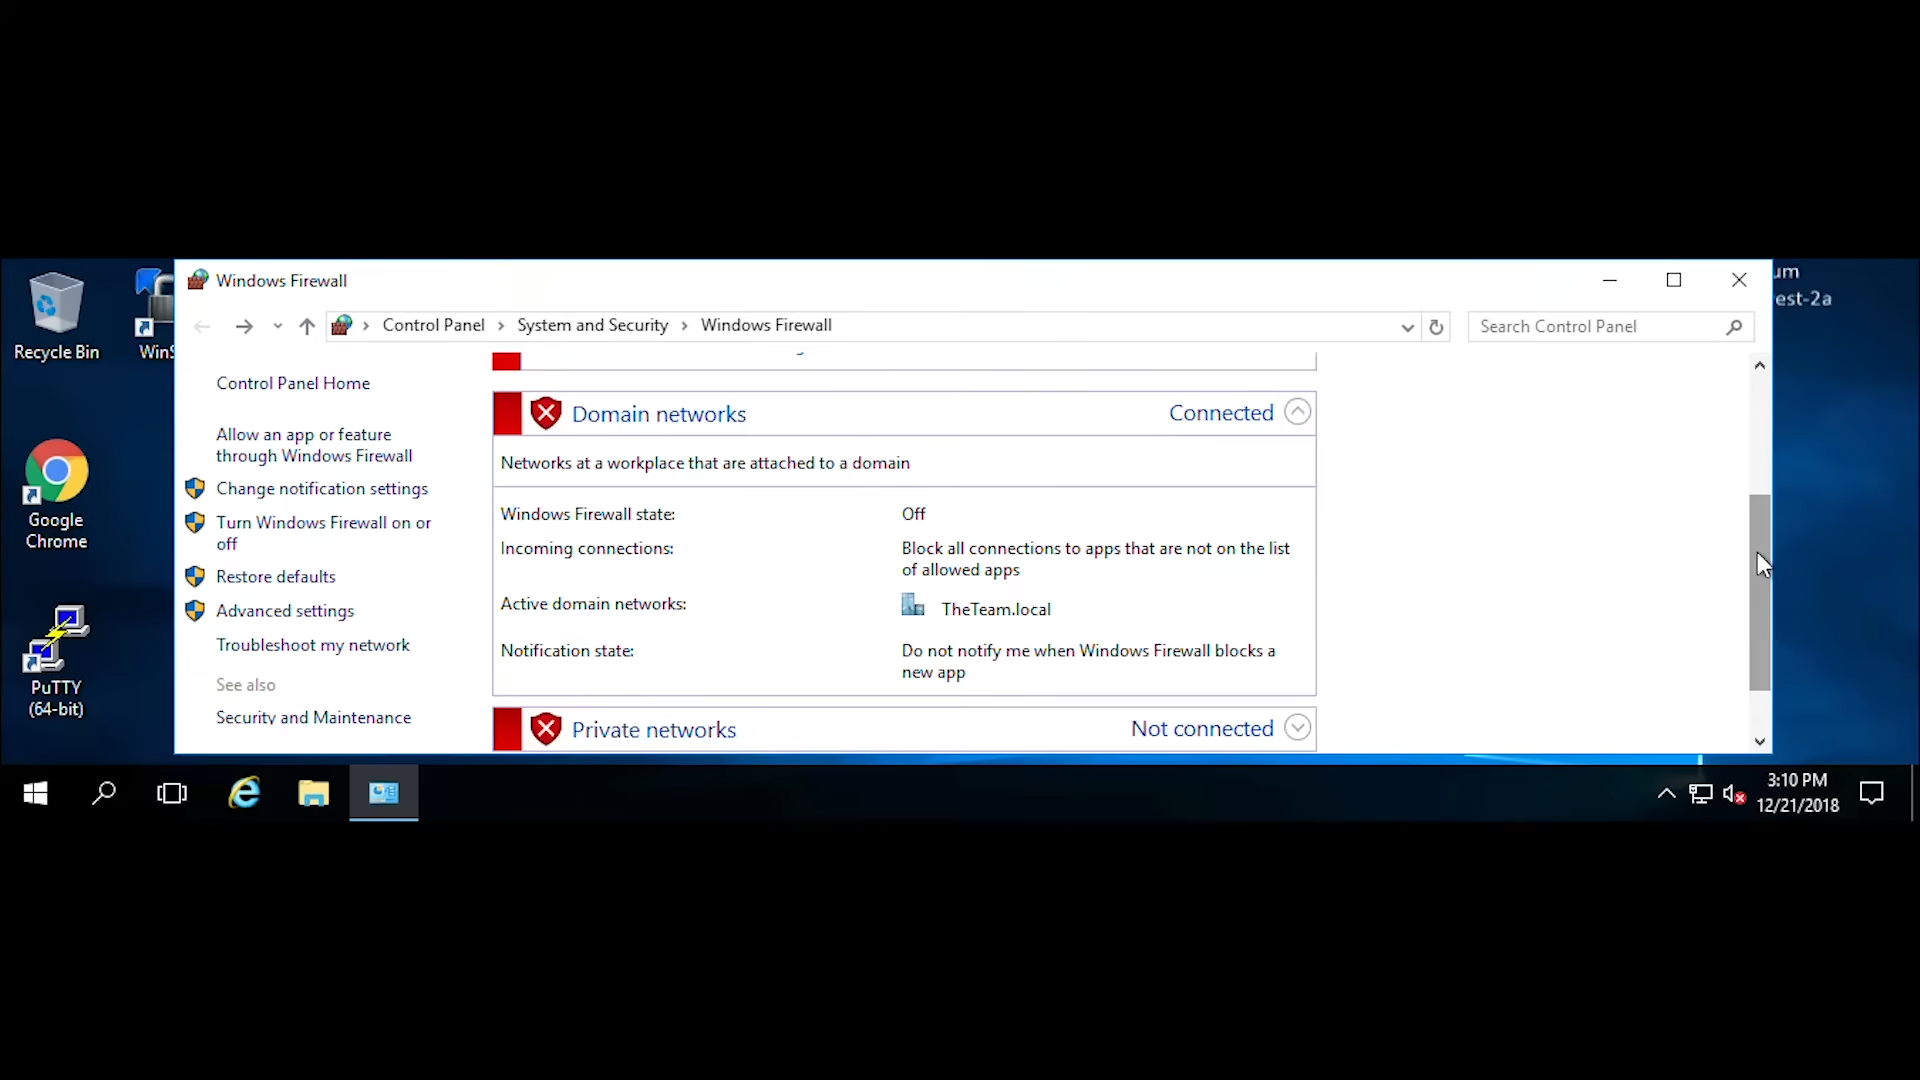 Recycle Bin
Google
Chrome
PuTTY
(64-bit)
um
est-2a
Windows Firewall
Control Panel
System and Security
Windows Firewall
Search Control Panel
Control Panel Home
Allow an app or feature
through Windows Firewall
Change notification settings
Turn Windows Firewall on or
off
Restore defaults
Advanced settings
Troubleshoot my network
See also
Security and Maintenance
Domain networks
Connected
Networks at a workplace that are attached to a domain
Windows Firewall state:
Off
Incoming connections:
Block all connections to apps that are not on the list
of allowed apps
Active domain networks:
TheTeam.local
Notification state:
Do not notify me when Windows Firewall blocks a
new app
Private networks
Not connected
3:10 PM
12/21/2018